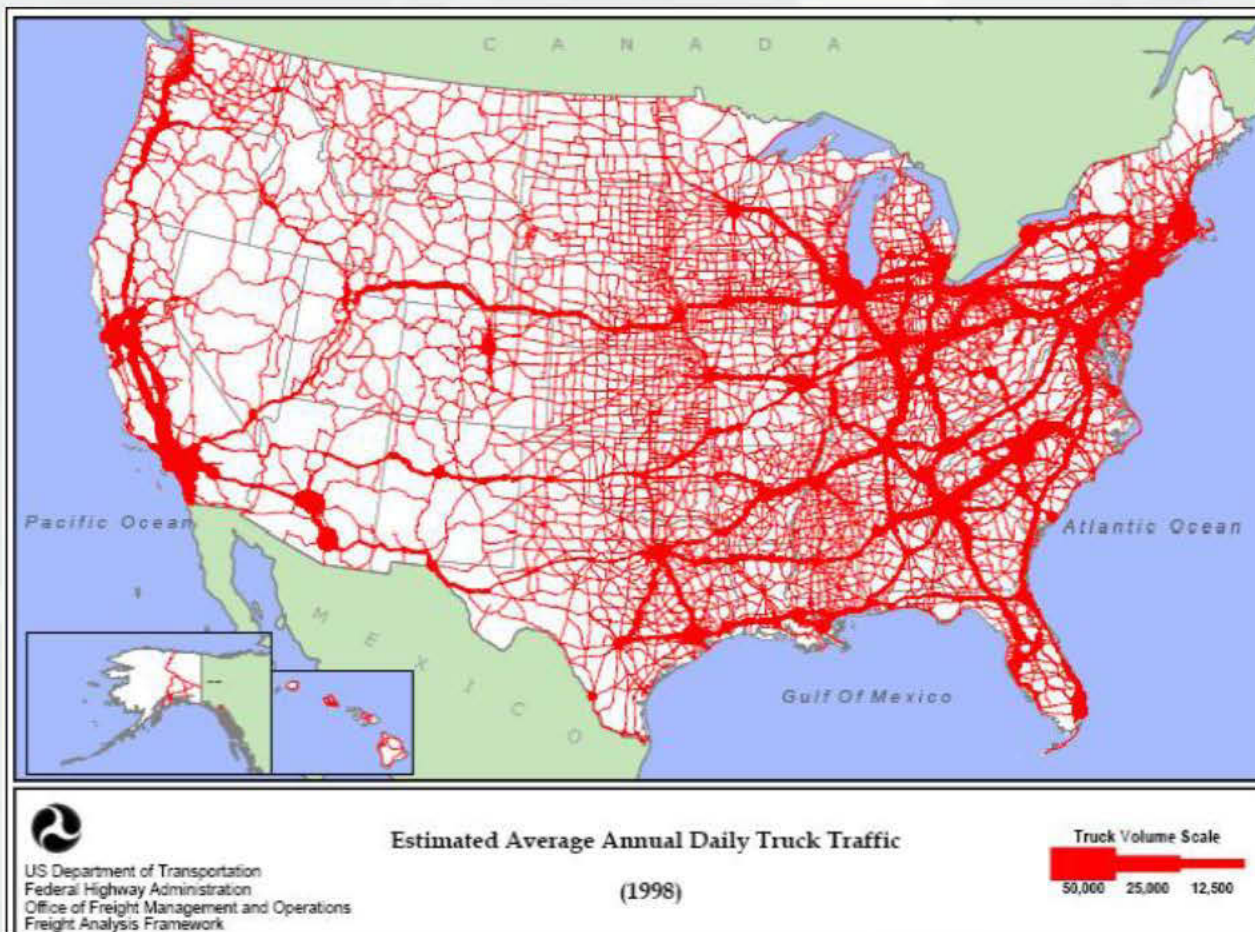 C A N A D A
Pacific Ocean
Atlantic Ocean
M E X I C O
Gulf Of Mexico
Estimated Average Annual Daily Truck Traffic
(1998)
US Department of Transportation
Federal Highway Administration
Office of Freight Management and Operations
Freight Analysis Framework
Truck Volume Scale
50,000 25,000 12,500